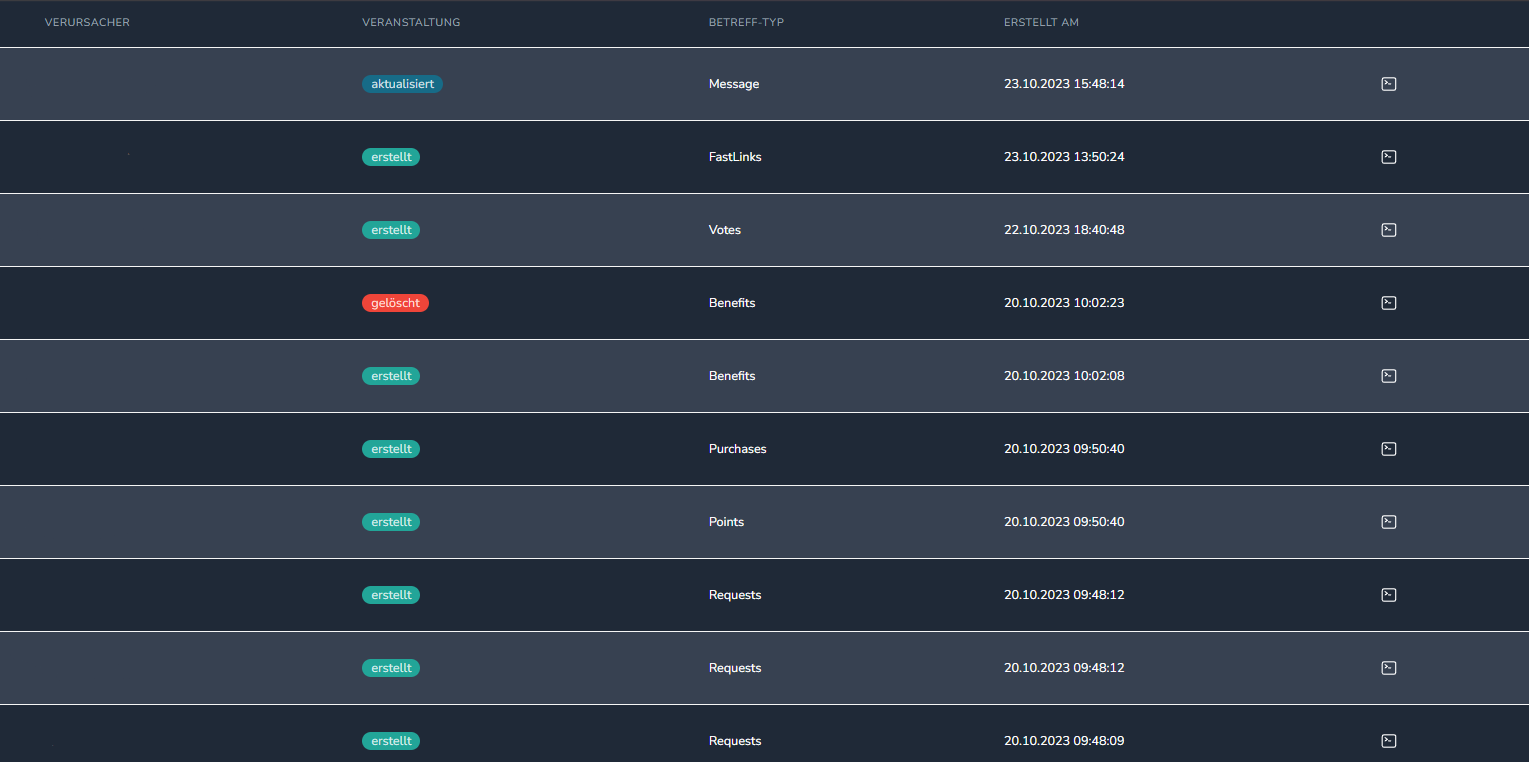 VERURSACHER VERANSTALTUNG BETREFF-TYP ERSTELLT AM
aktualisiert Message 23.10.2023 15:48:14
erstellt FastLinks 23.10.2023 13:50:24
erstellt Votes 22.10.2023 18:40:48
gelöscht Benefits 20.10.2023 10:02:23
erstellt Benefits 20.10.2023 10:02:08
erstellt Purchases 20.10.2023 09:50:40
erstellt Points 20.10.2023 09:50:40
erstellt Requests 20.10.2023 09:48:12
erstellt Requests 20.10.2023 09:48:12
erstellt Requests 20.10.2023 09:48:09